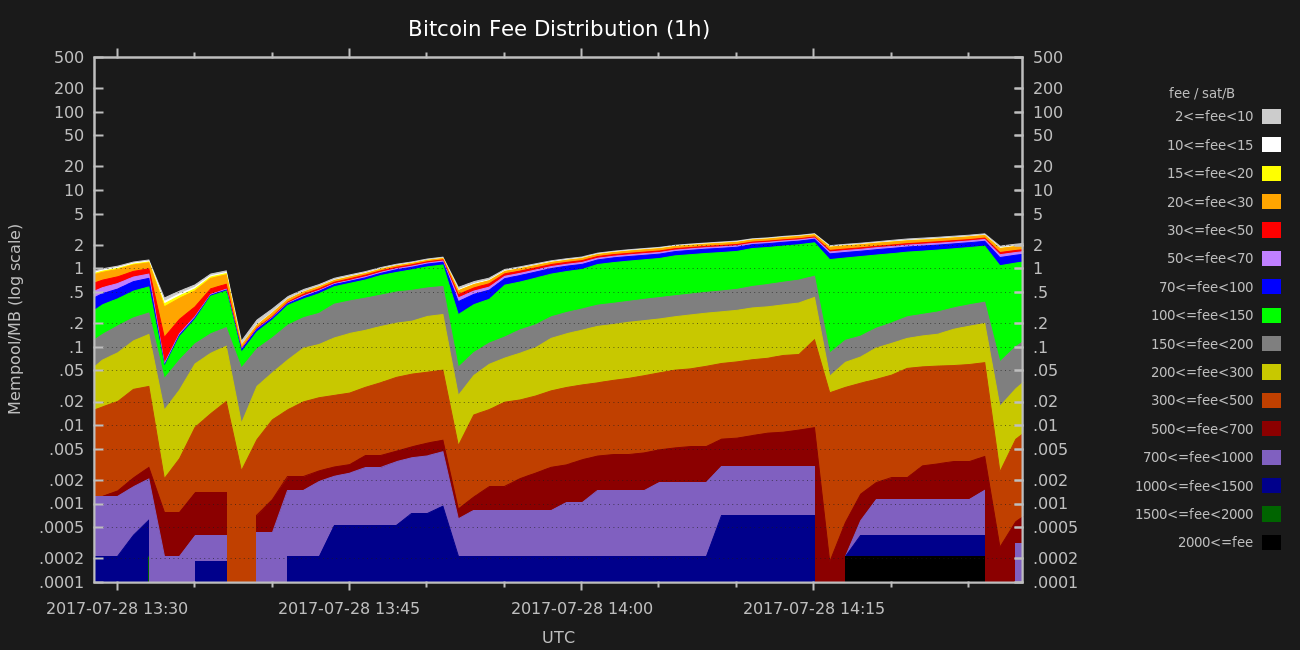 Bitcoin Fee Distribution (1h)
Mempool/MB (log scale)
500 500
200 200
100 100
50 50
20 20
10 10
5 5
2 2
1 1
.5 .5
.2 .2
.1 .1
.05 .05
.02 .02
.01 .01
.005 .005
.002 .002
.001 .001
.0005 .0005
.0002 .0002
.0001 .0001
2017-07-28 13:30 2017-07-28 13:45 2017-07-28 14:00 2017-07-28 14:15
UTC
fee / sat/B
2<=fee<10
10<=fee<15
15<=fee<20
20<=fee<30
30<=fee<50
50<=fee<70
70<=fee<100
100<=fee<150
150<=fee<200
200<=fee<300
300<=fee<500
500<=fee<700
700<=fee<1000
1000<=fee<1500
1500<=fee<2000
2000<=fee